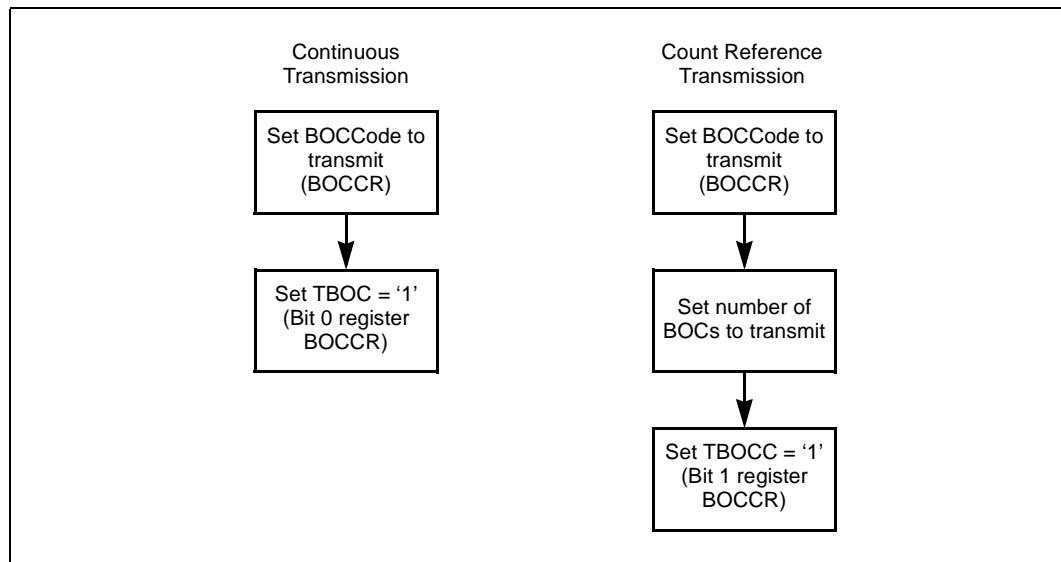 Continuous
Transmission
Set BOCCode to
transmit
(BOCCR)
Set TBOC = ‘1’
(Bit 0 register
BOCCR)
Count Reference
Transmission
Set BOCCode to
transmit
(BOCCR)
Set number of
BOCs to transmit
Set TBOCC = ‘1’
(Bit 1 register
BOCCR)